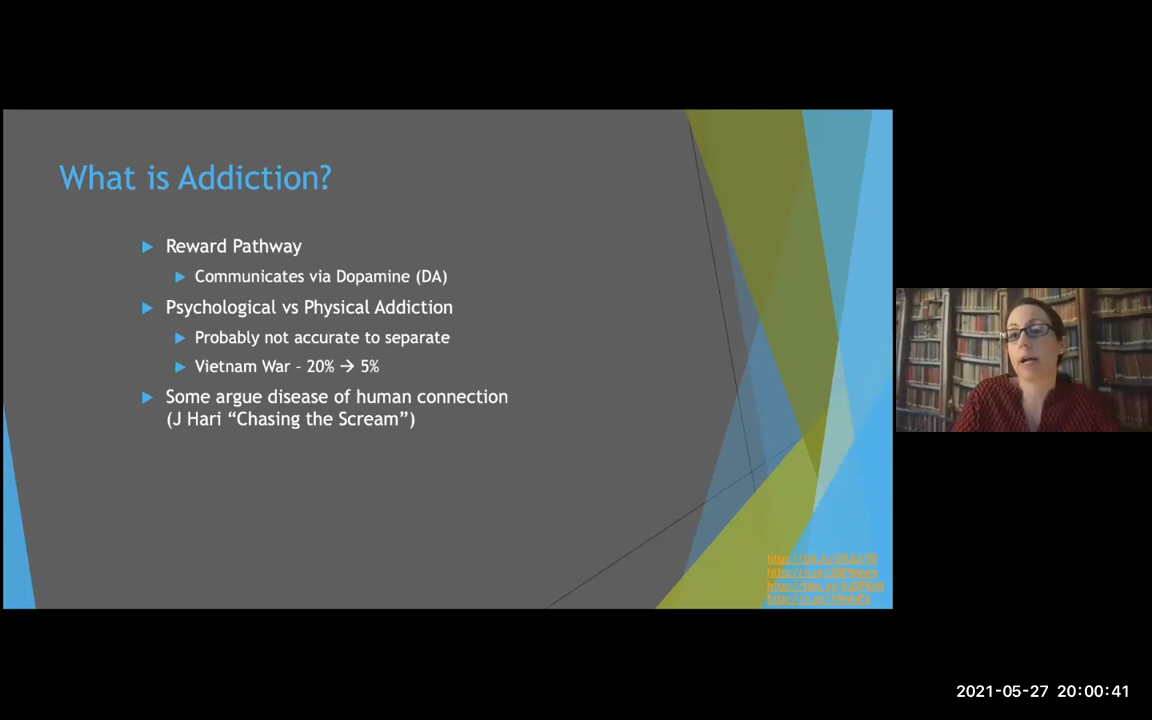 What is Addiction?
Reward Pathway
Communicates via Dopamine (DA)
Psychological vs Physical Addiction
Probably not accurate to separate
Vietnam War – 20% → 5%
Some argue disease of human connection
(J Hari “Chasing the Scream”)
2021-05-27 20:00:41